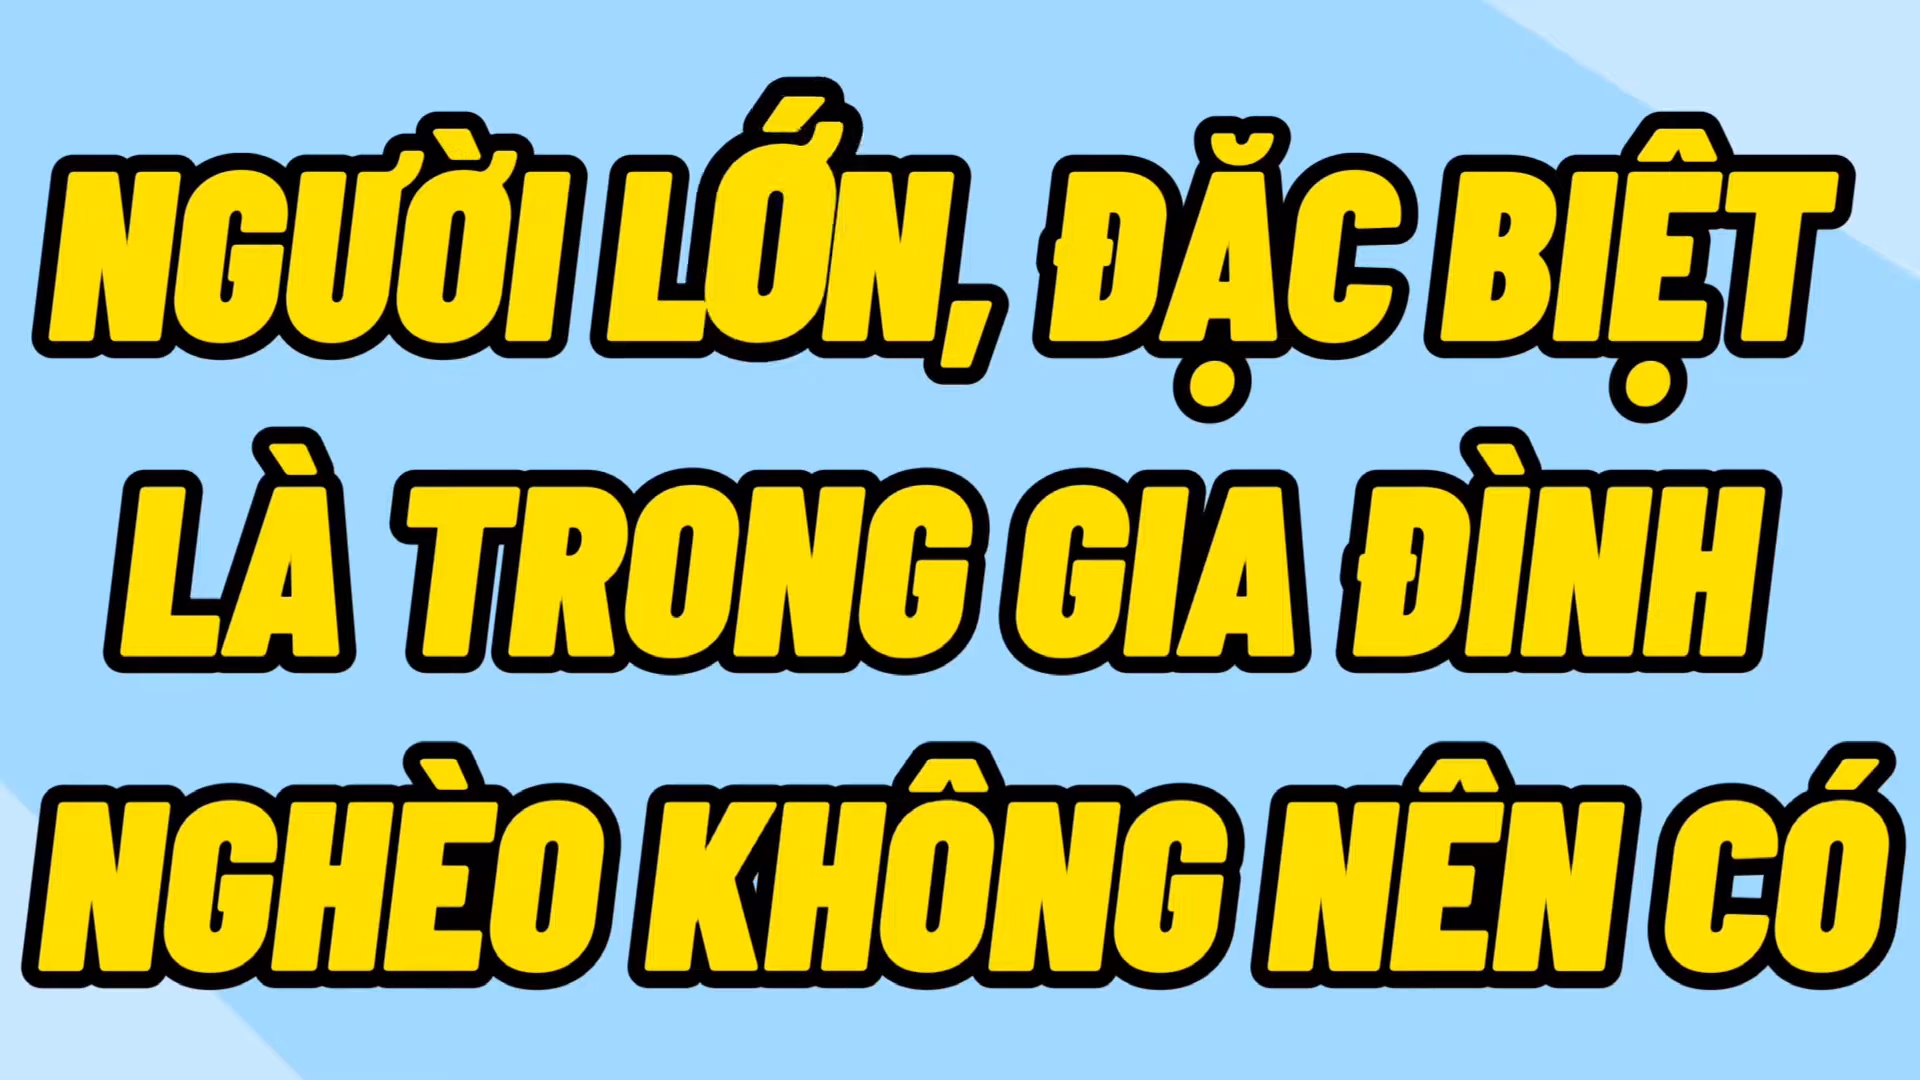 NGƯỜI LỚN, ĐẶC BIỆT
LÀ TRONG GIA ĐÌNH
NGHÈO KHÔNG NÊN CÓ